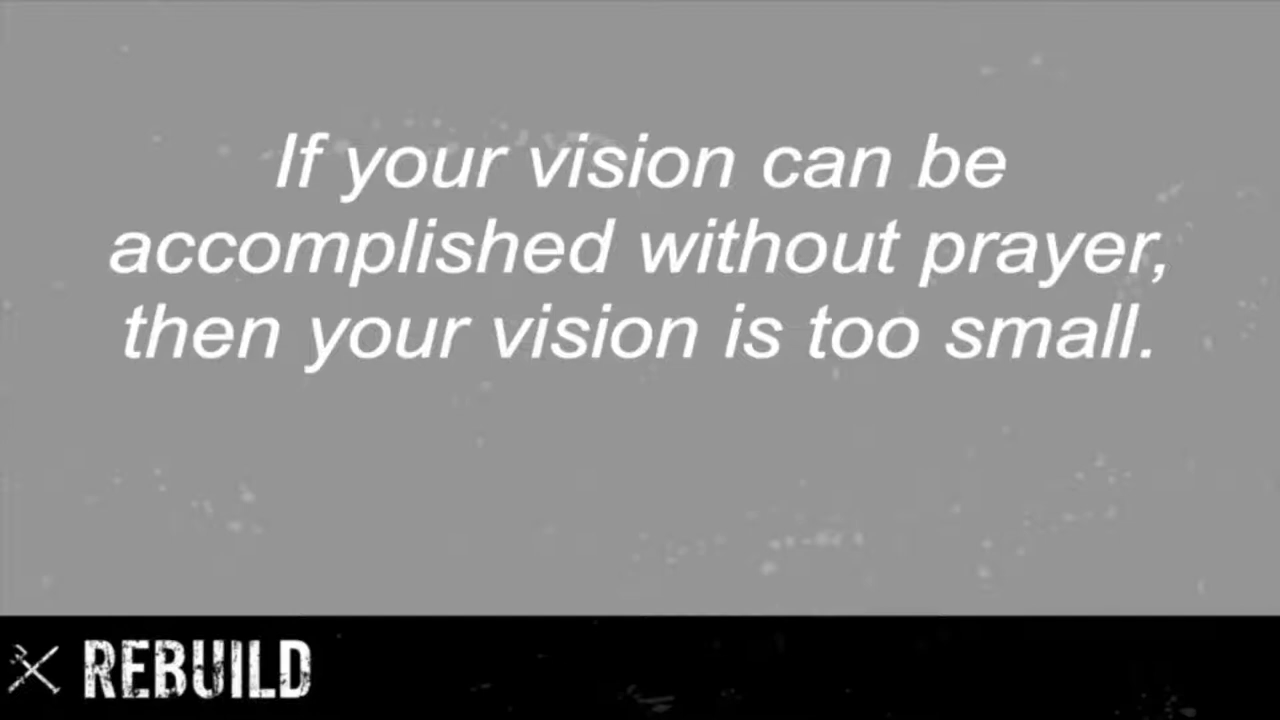 If your vision can be
accomplished without prayer,
then your vision is too small.
REBUILD